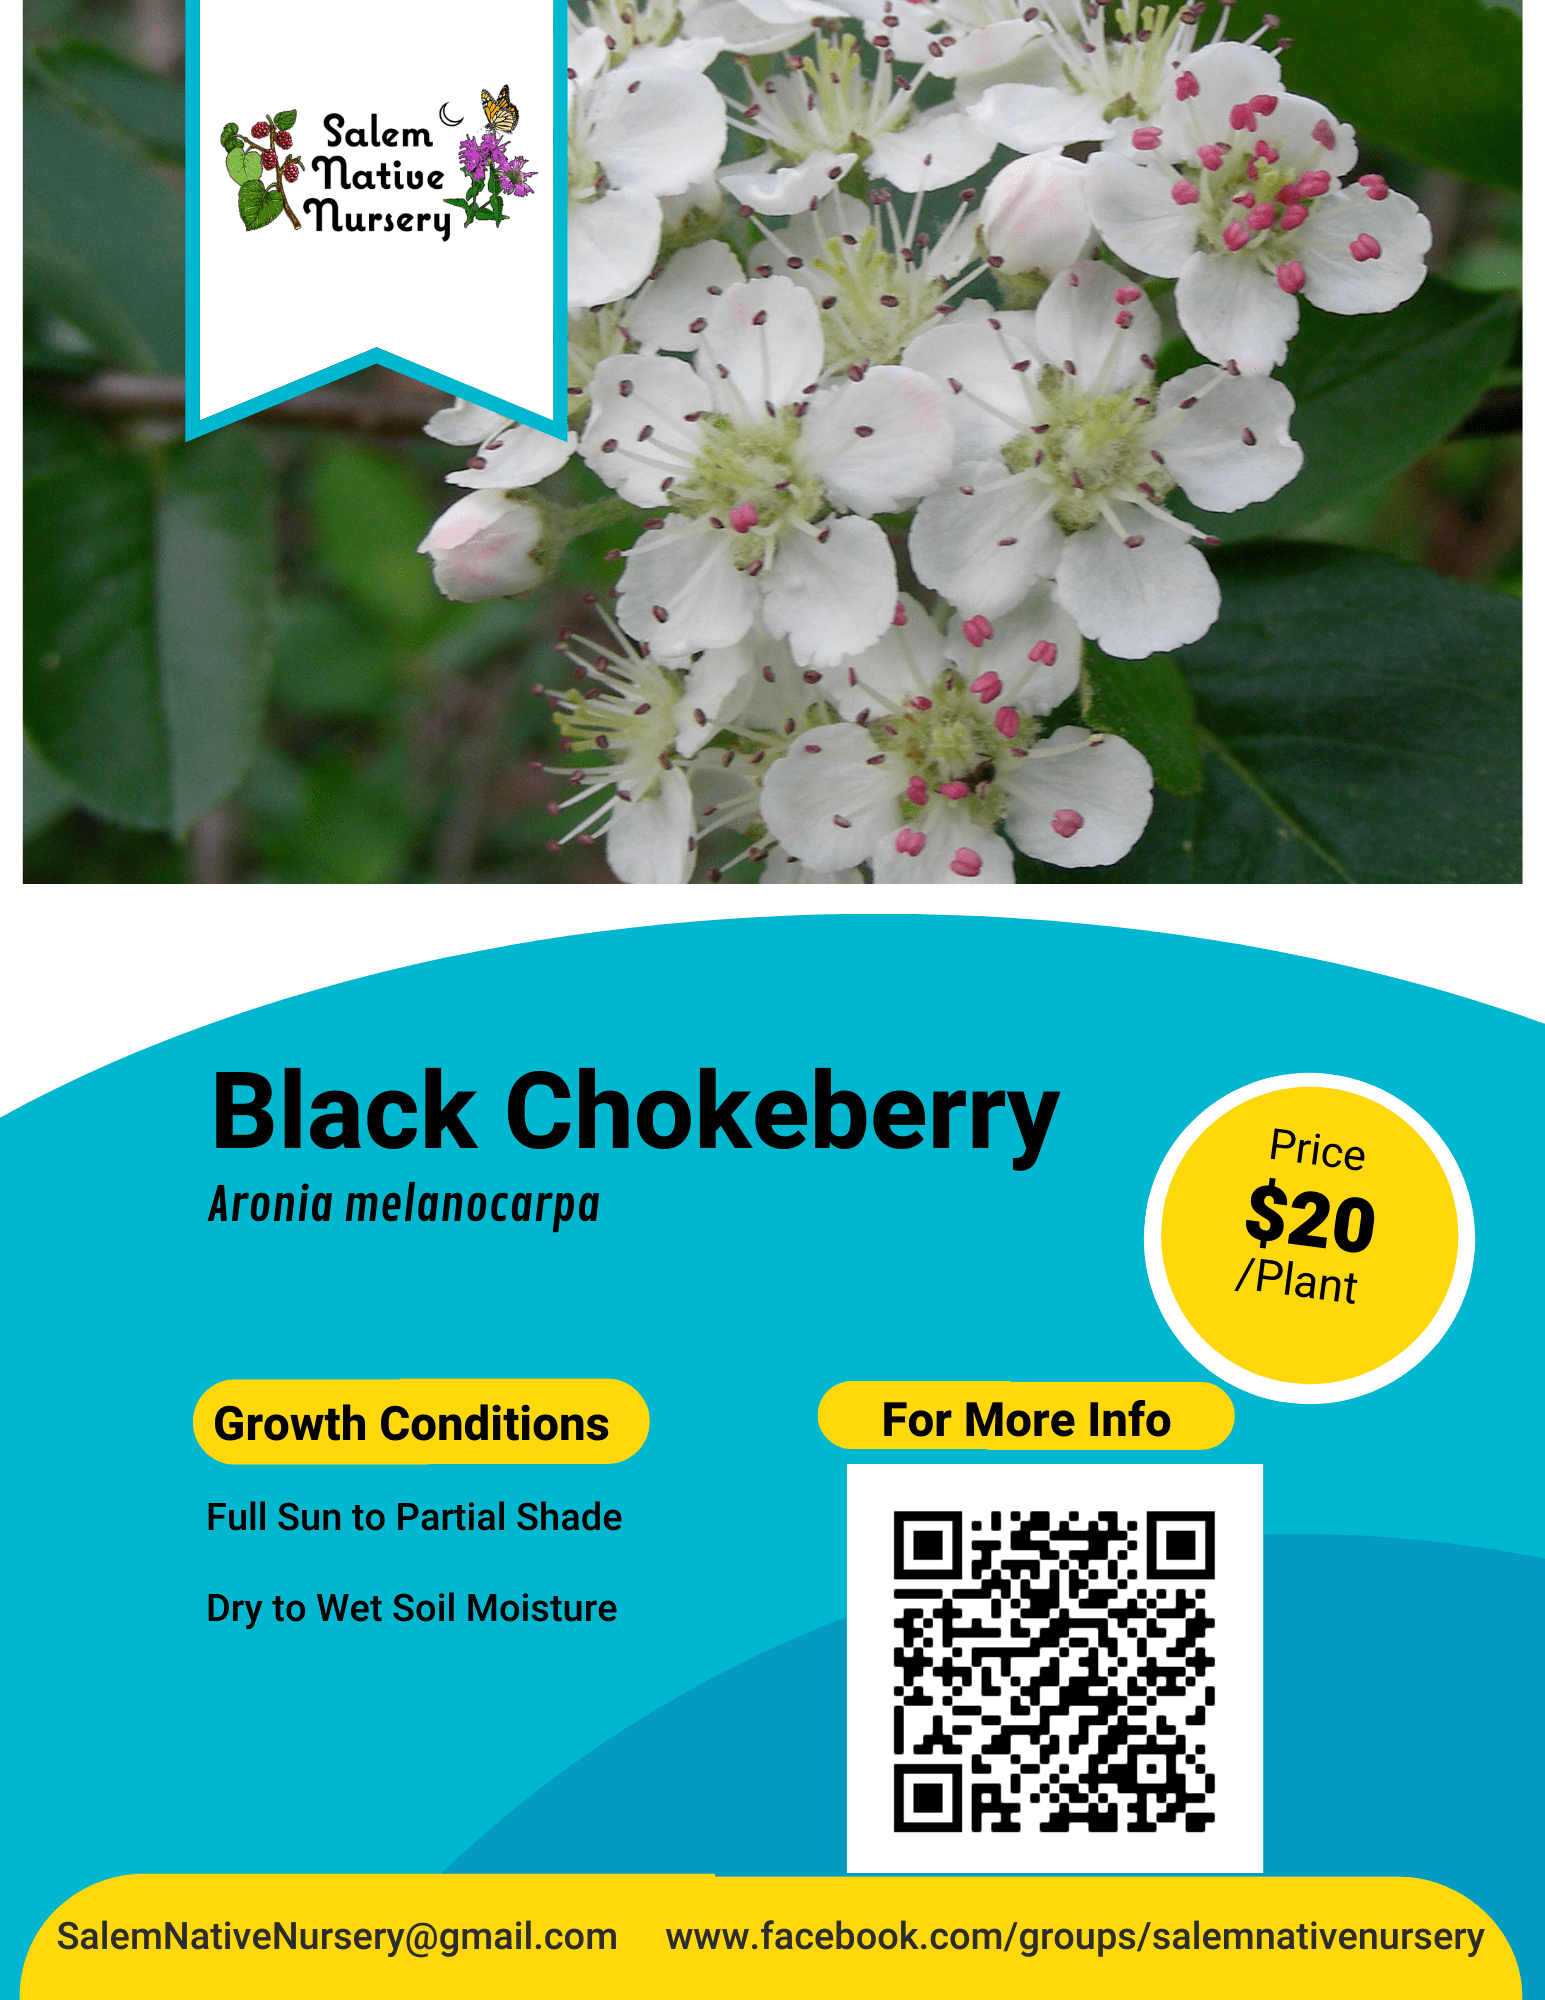 Salem
Native
Nursery
Black Chokeberry
Aronia melanocarpa
Price
$20
/Plant
Growth Conditions
Full Sun to Partial Shade
Dry to Wet Soil Moisture
For More Info
SalemNativeNursery@gmail.com
www.facebook.com/groups/salemnativenursery